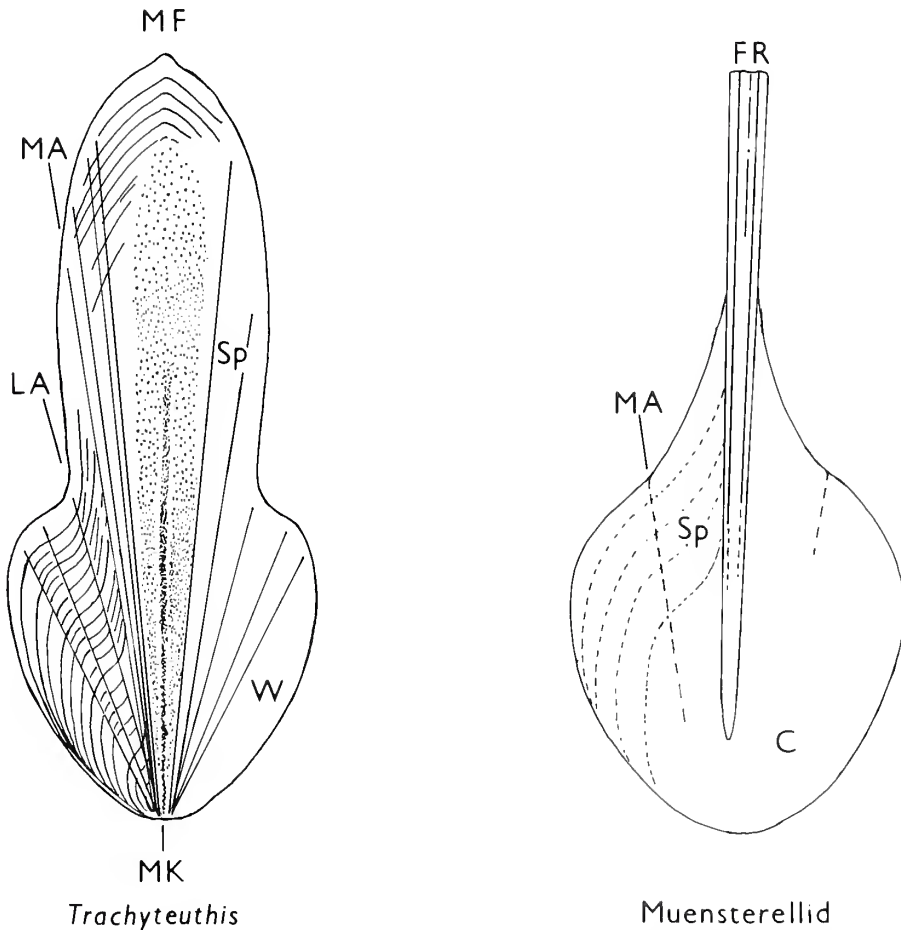 MF
MA
LA
Sp
W
MK
Trachyteuthis
FR
MA
Sp
C
Muensterellid